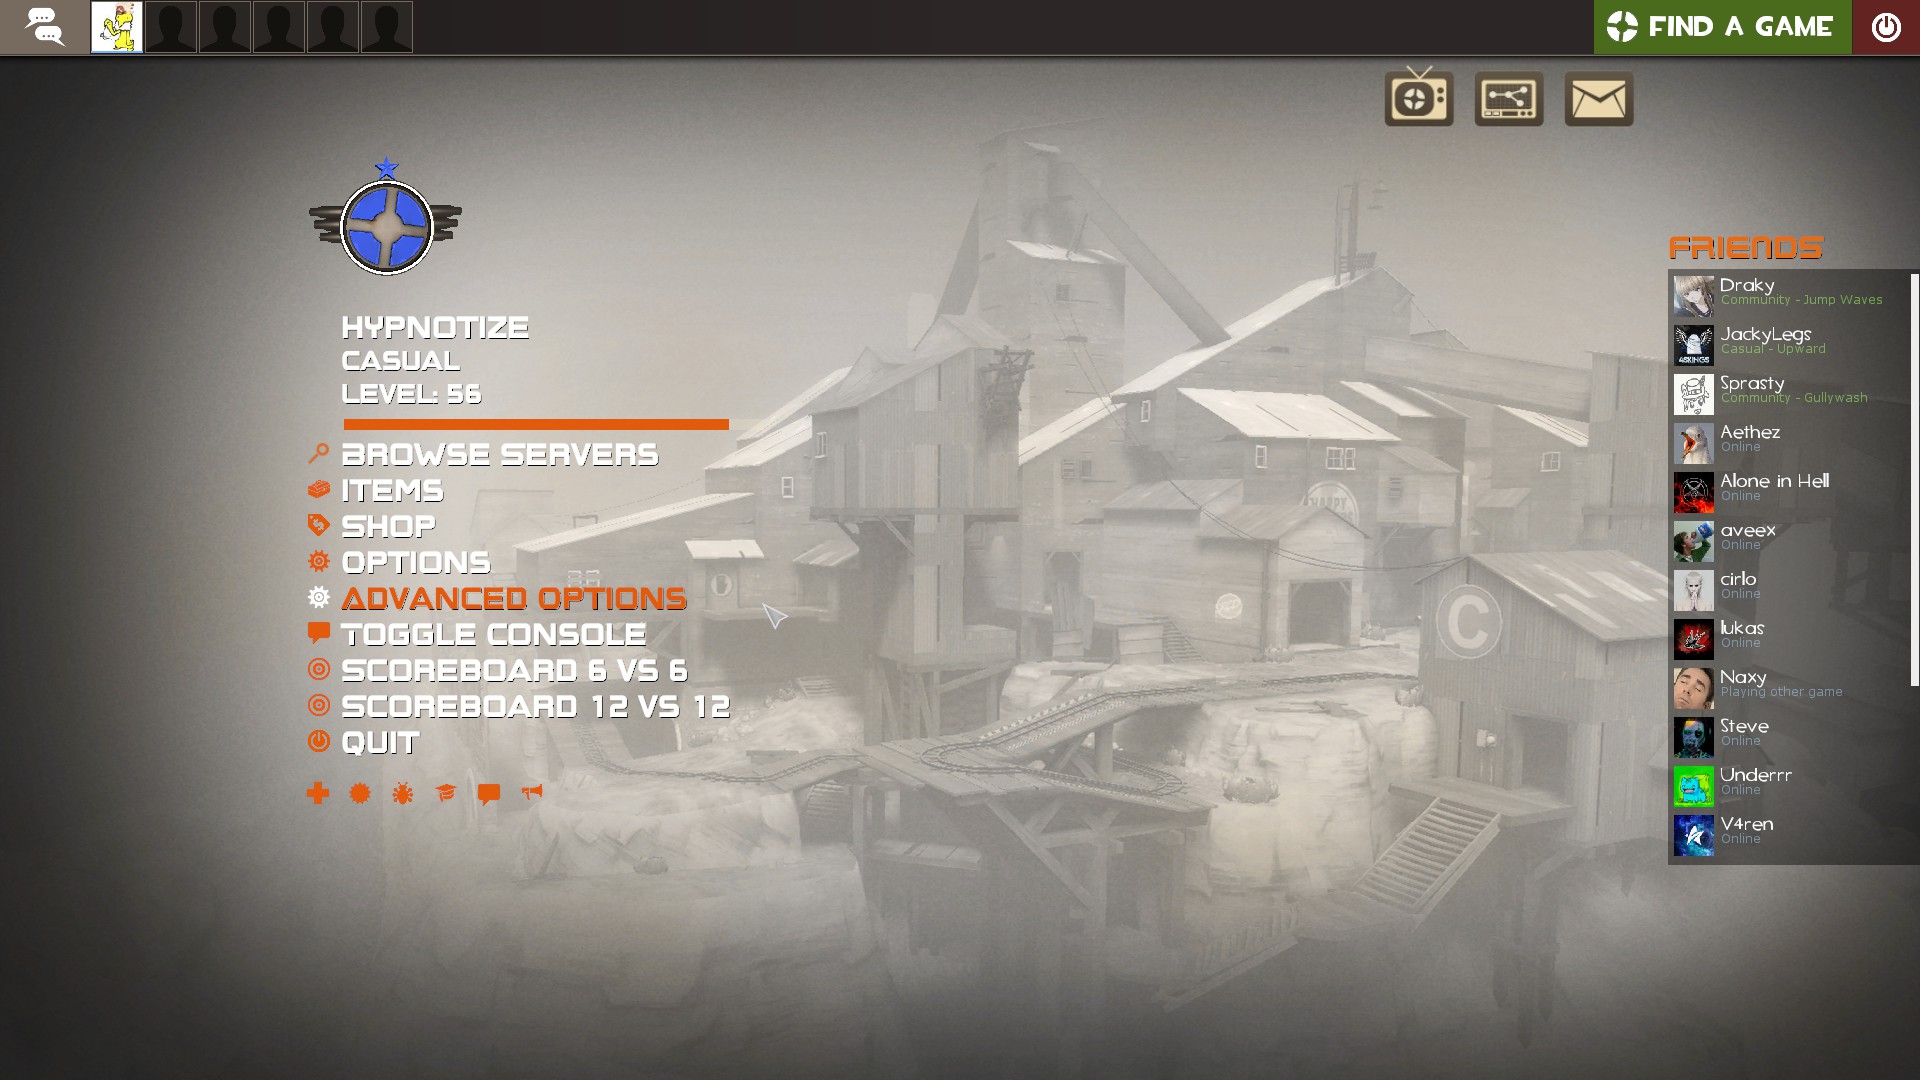 FIND A GAME
HYPNOTIZE
CASUAL
LEVEL: 56
BROWSE SERVERS
ITEMS
SHOP
OPTIONS
ADVANCED OPTIONS
TOGGLE CONSOLE
SCOREBOARD 6 VS 6
SCOREBOARD 12 VS 12
QUIT
C
FRIENDS
Draky
Community - Jump Waves
JackyLegs
Casual - Upward
Sprasty
Community - Gullywash
Aethez
Online
Alone in Hell
Online
aveex
Online
cirlo
Online
lukas
Online
Naxy
Playing other game
Steve
Online
Underrr
Online
V4ren
Online